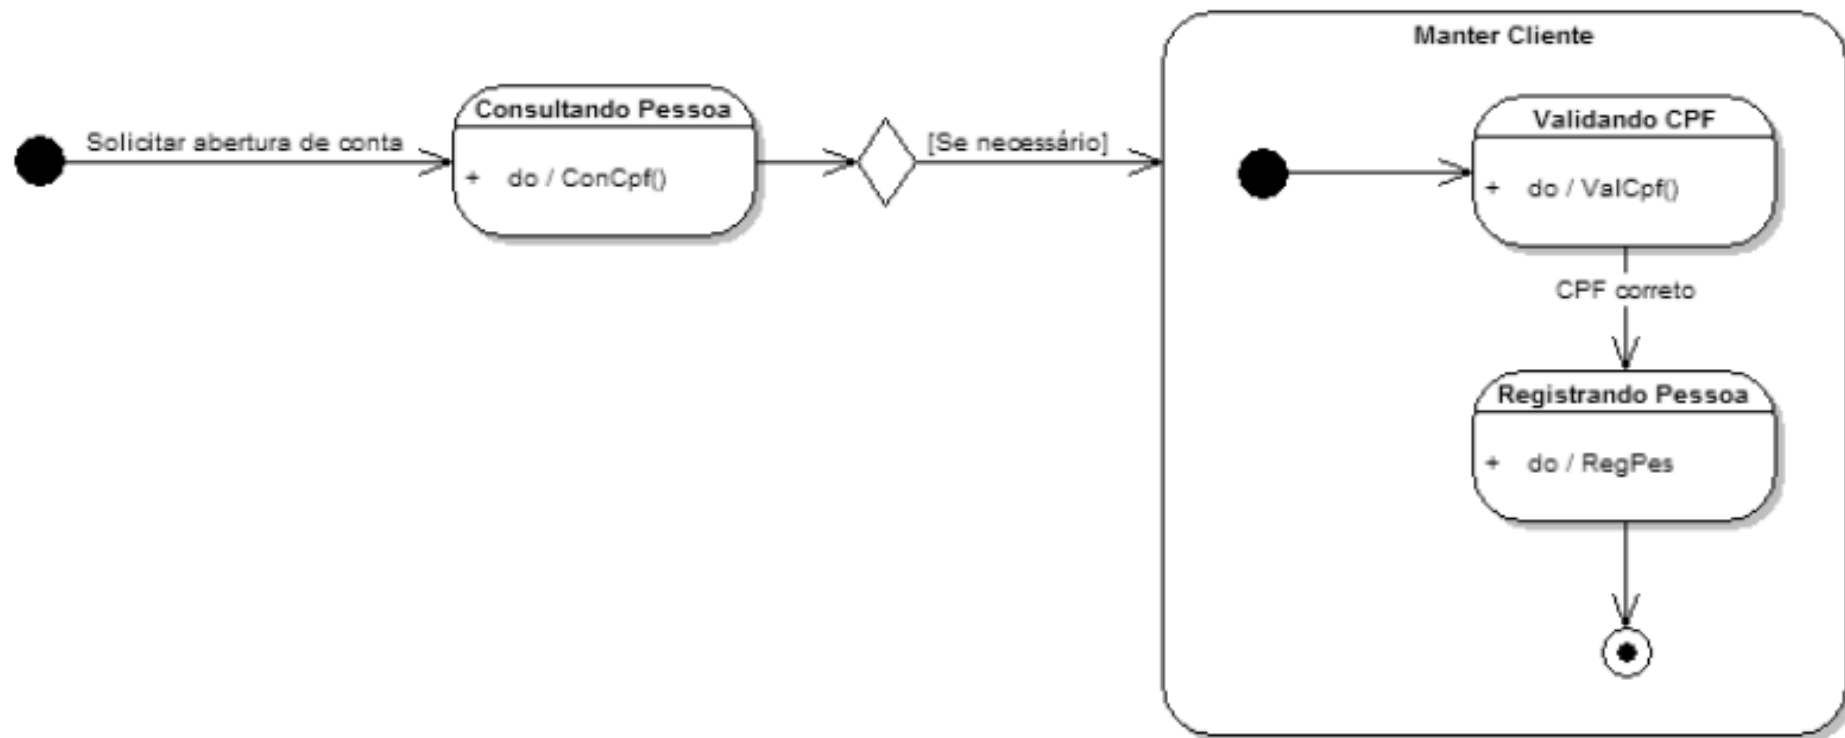 Manter Cliente
Solicitar abertura de conta
Consultando Pessoa
+ do / ConCpf()
[Se necessário]
Validando CPF
+ do / ValCpf()
CPF correto
Registrando Pessoa
+ do / RegPes